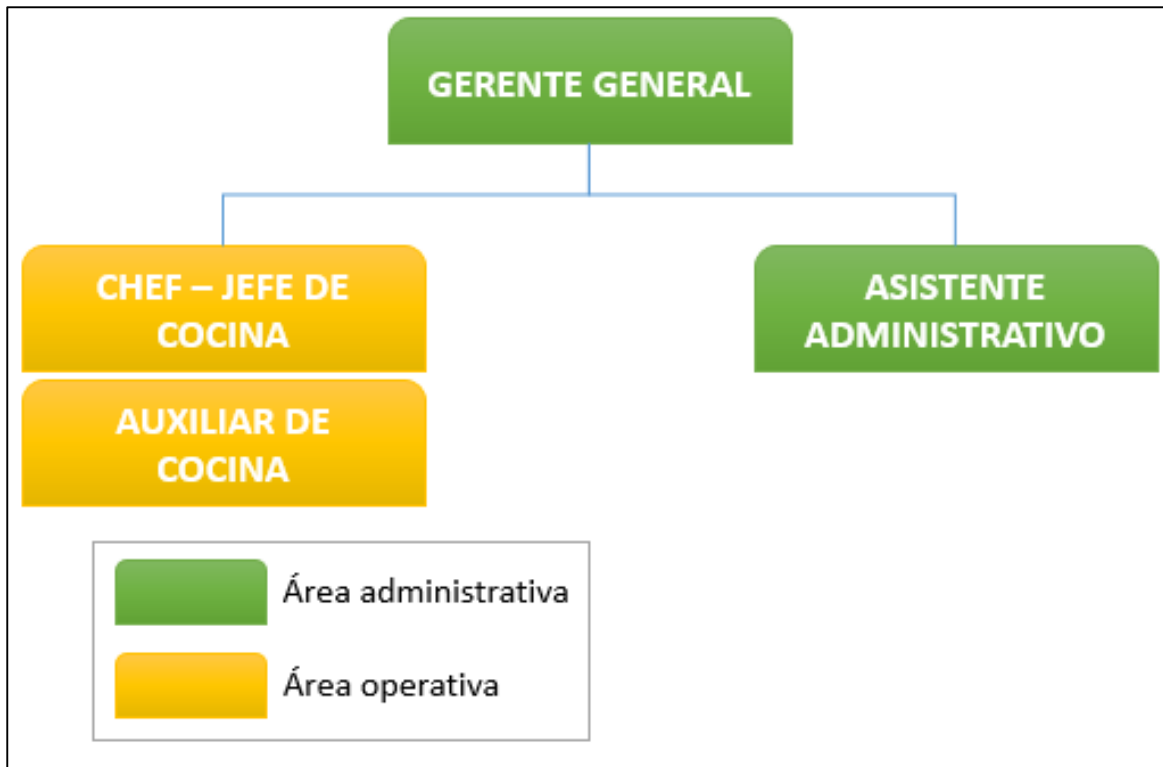 GERENTE GENERAL
CHEF – JEFE DE
COCINA
ASISTENTE
ADMINISTRATIVO
AUXILIAR DE
COCINA
Área administrativa
Área operativa